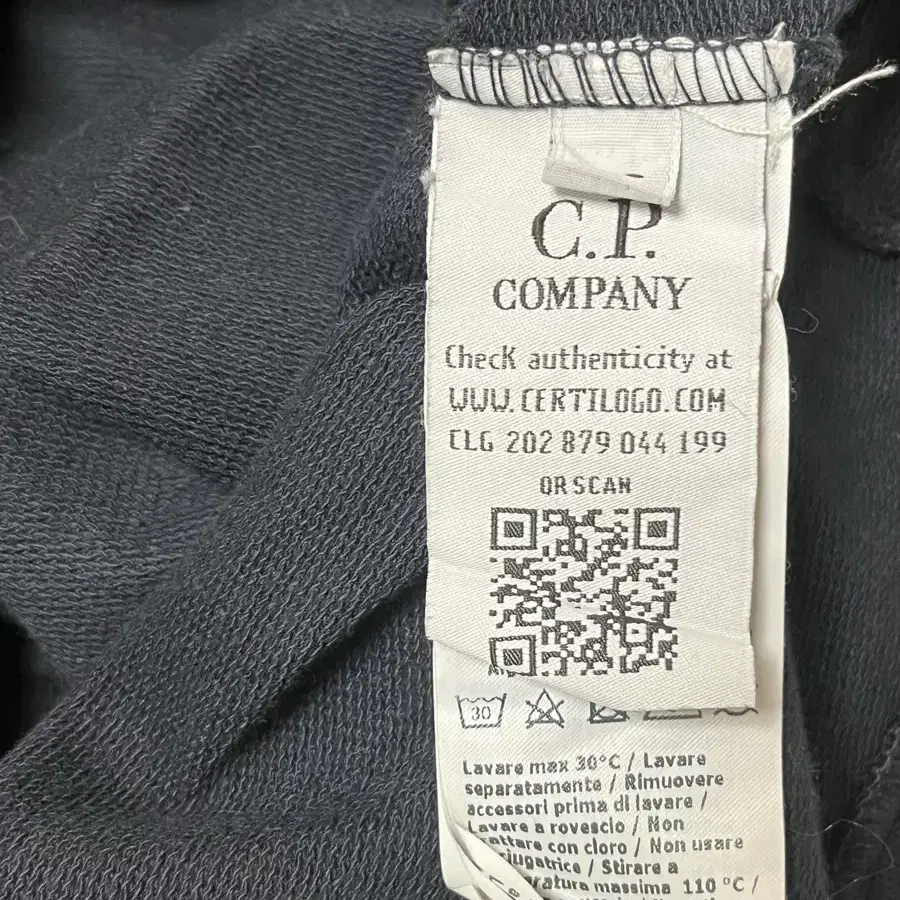 C.P.
COMPANY
Check authenticity at
WWW.CERTILOGO.COM
CLG 202 879 044 199
OR SCAN
30
Lavare max 30°C / Lavare
separatamente / Rimuovere
accessori prima di lavare /
Lavare a rovescio / Non
con cloro / Non usare
/ Stirare a
massima 110 °C /